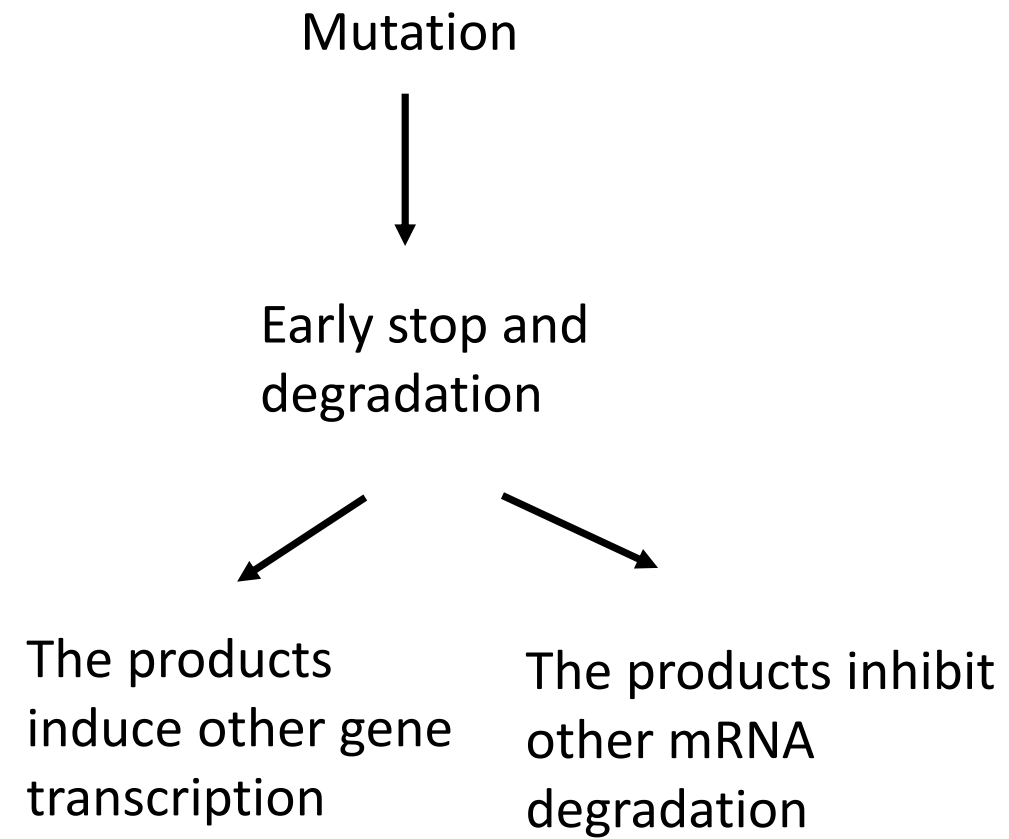 Mutation
Early stop and
degradation
The products
induce other gene
transcription
The products inhibit
other mRNA
degradation